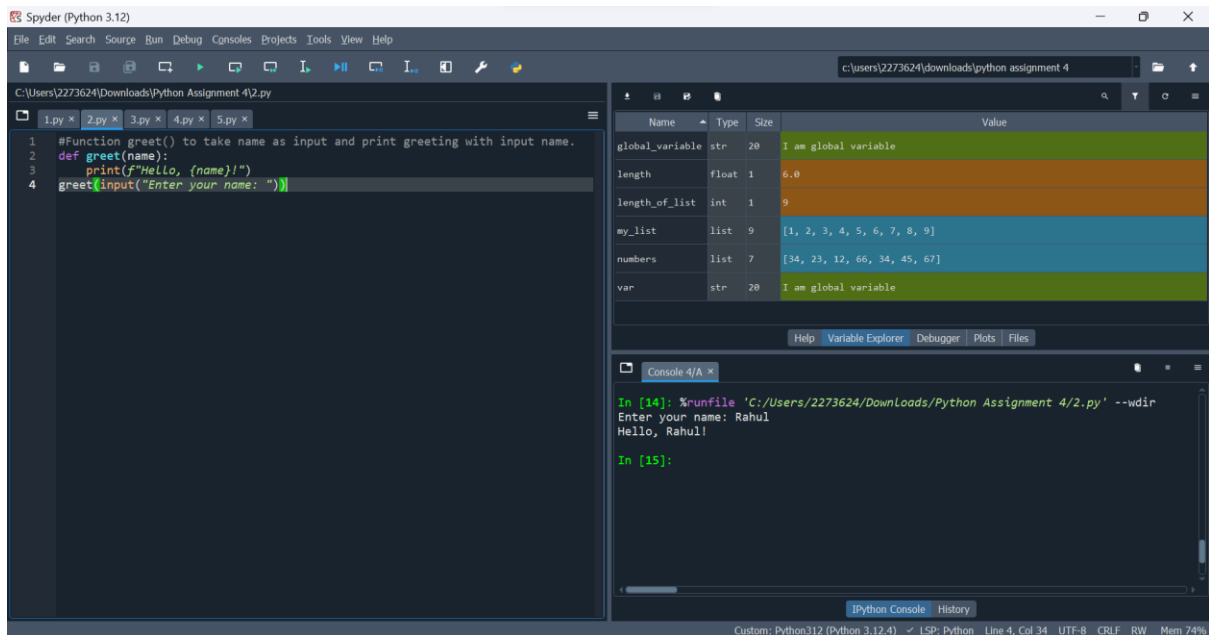 Spyder (Python 3.12)
File Edit Search Source Run Debug Consoles Projects Tools View Help
c:\users\2273624\downloads\python assignment 4
C:\Users\2273624\Downloads\Python Assignment 4\2.py
1.py × 2.py × 3.py × 4.py × 5.py ×
1 #Function greet() to take name as input and print greeting with input name.
2 def greet(name):
3 print(f"Hello, {name}!")
4 greet(input("Enter your name: "))
Name Type Size Value
global_variable str 20 I am global variable
length float 1 6.0
length_of_list int 1 9
my_list list 9 [1, 2, 3, 4, 5, 6, 7, 8, 9]
numbers list 7 [34, 23, 12, 66, 34, 45, 67]
var str 20 I am global variable
Help Variable Explorer Debugger Plots Files
Console 4/A ×
In [14]: %runfile 'C:/Users/2273624/Downloads/Python Assignment 4/2.py' --wdir
Enter your name: Rahul
Hello, Rahul!
In [15]:
IPython Console History
Custom: Python312 (Python 3.12.4) ✓ LSP: Python Line 4, Col 34 UTF-8 CRLF RW Mem 74%